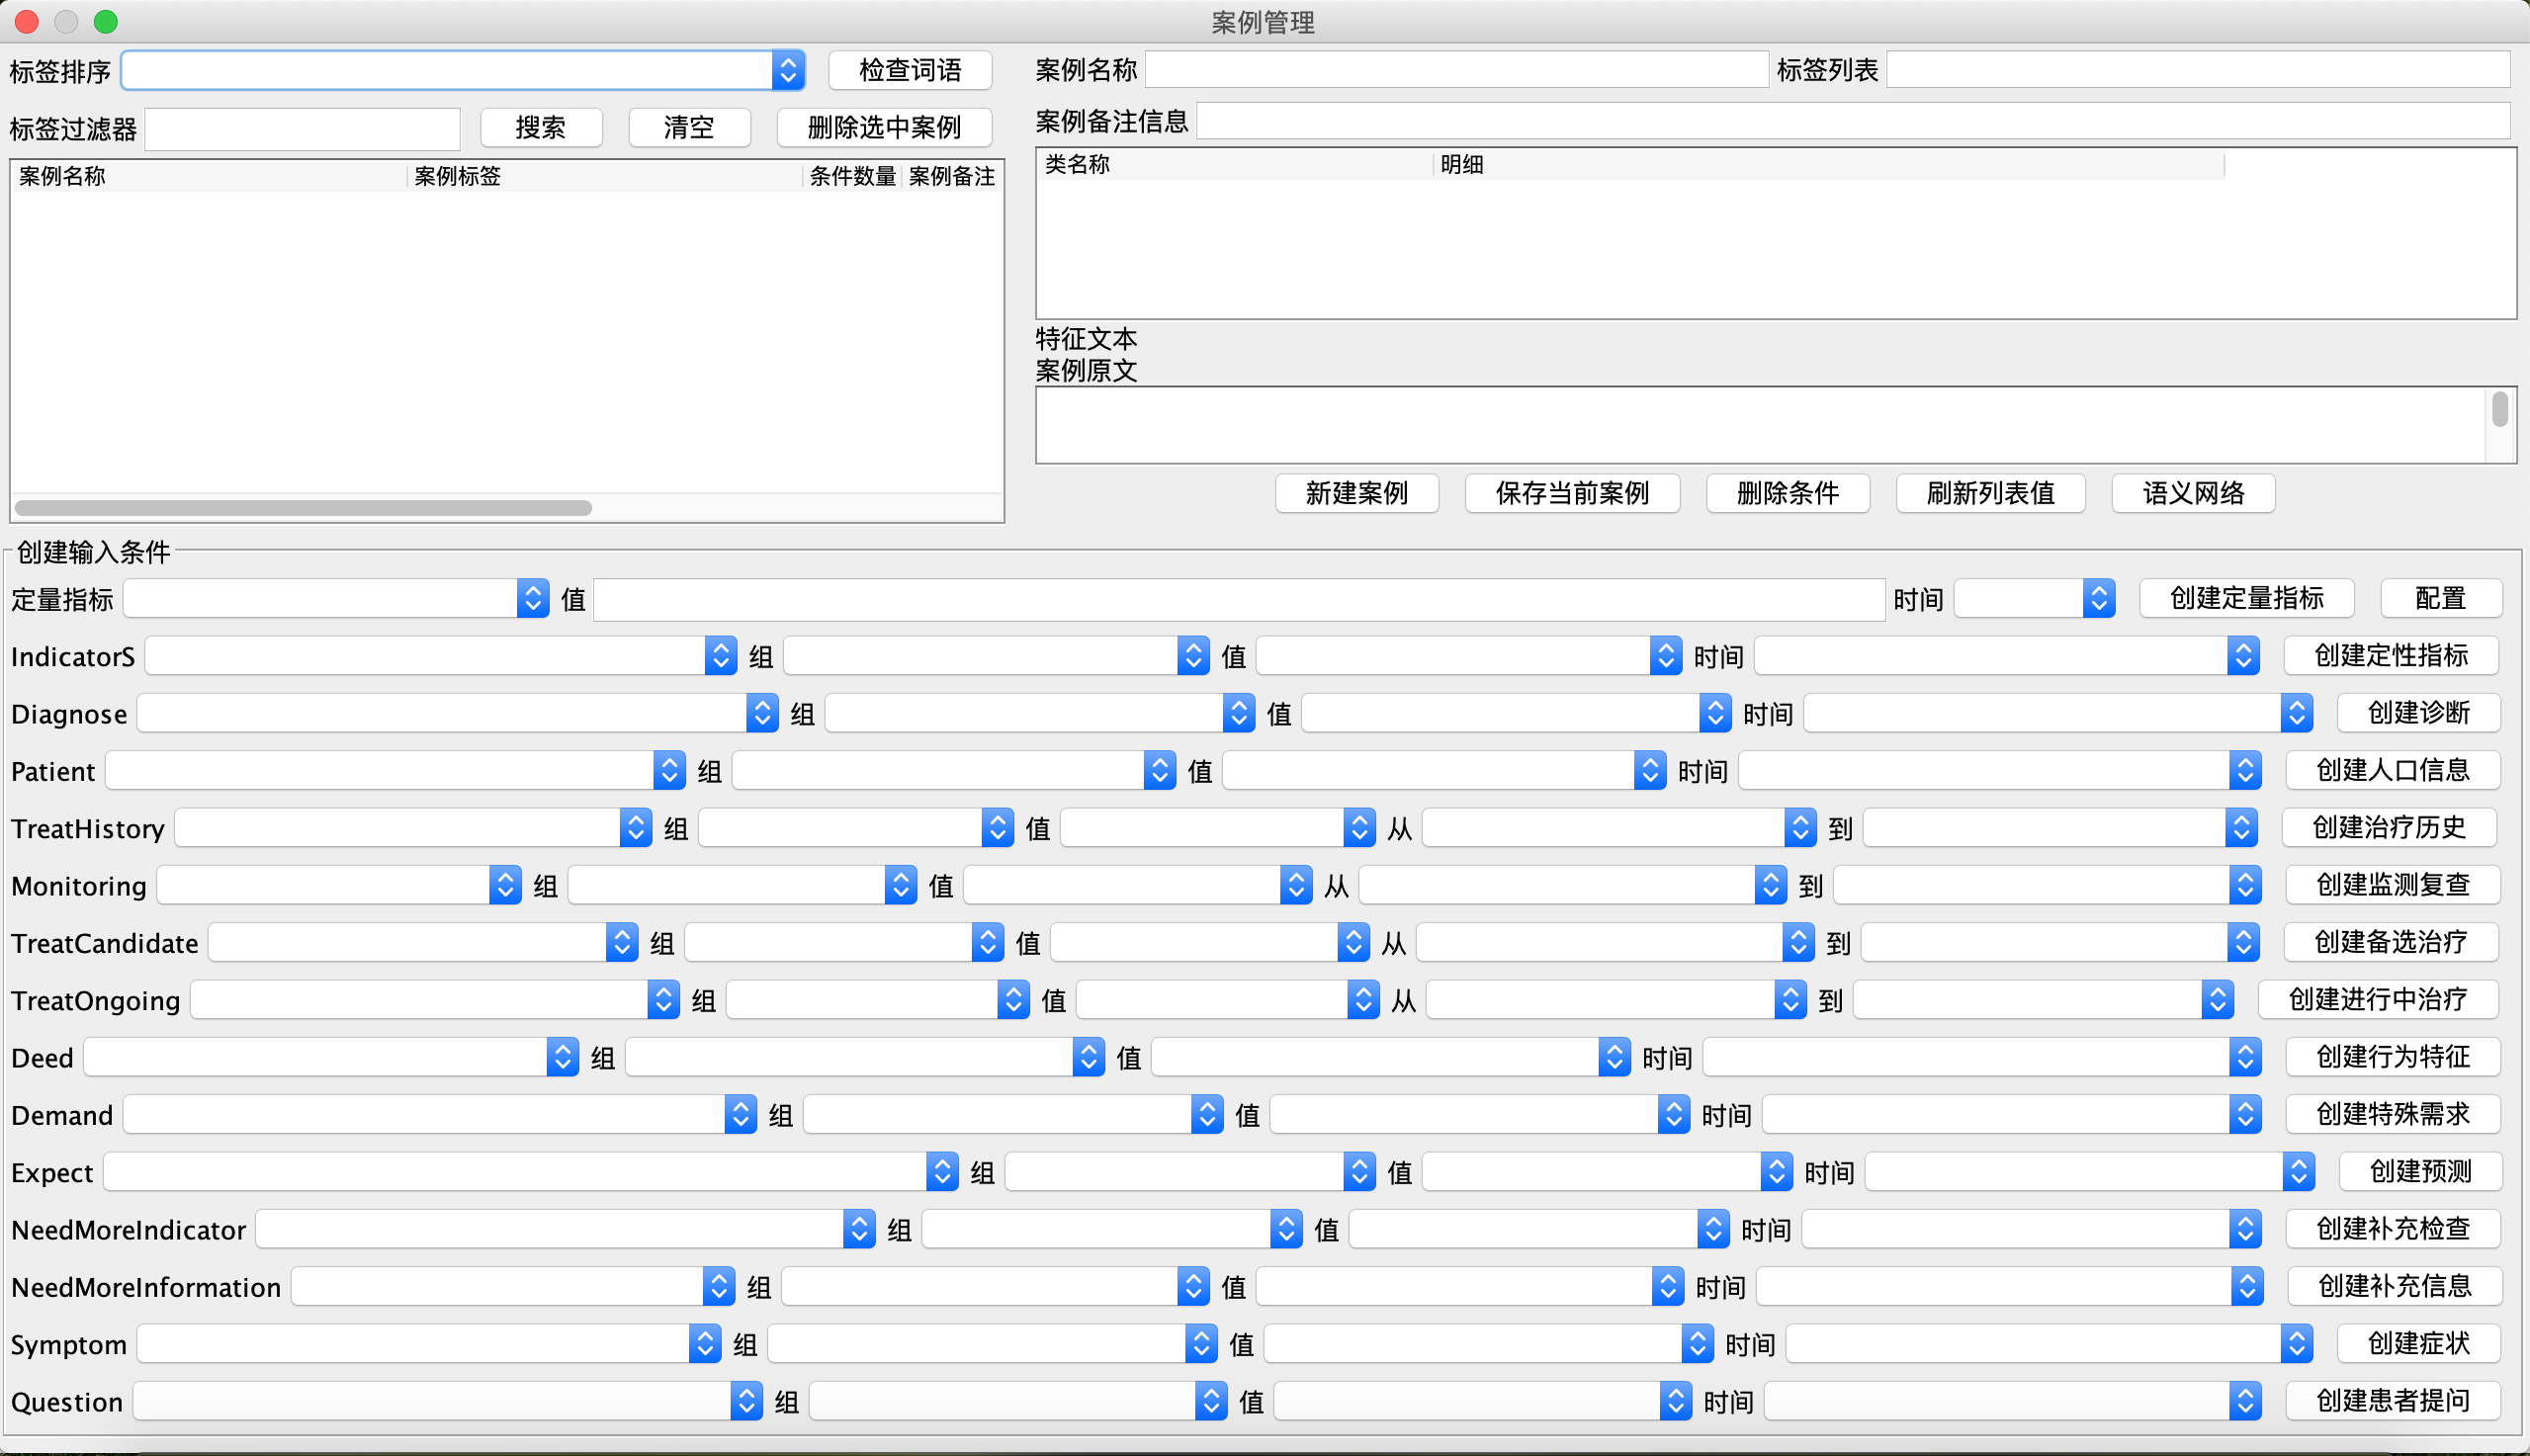 案例管理
标签排序 检查词语
标签过滤器 搜索 清空 删除选中案例
案例名称 案例标签 条件数量 案例备注
案例名称 标签列表
案例备注信息
类名称 明细
特征文本
案例原文
新建案例 保存当前案例 删除条件 刷新列表值 语义网络
创建输入条件
定量指标 值 时间 创建定量指标 配置
IndicatorS 组 值 时间 创建定性指标
Diagnose 组 值 时间 创建诊断
Patient 组 值 时间 创建人口信息
TreatHistory 组 值 从 到 创建治疗历史
Monitoring 组 值 从 到 创建监测复查
TreatCandidate 组 值 从 到 创建备选治疗
TreatOngoing 组 值 从 到 创建进行中治疗
Deed 组 值 时间 创建行为特征
Demand 组 值 时间 创建特殊需求
Expect 组 值 时间 创建预测
NeedMoreIndicator 组 值 时间 创建补充检查
NeedMoreInformation 组 值 时间 创建补充信息
Symptom 组 值 时间 创建症状
Question 组 值 时间 创建患者提问